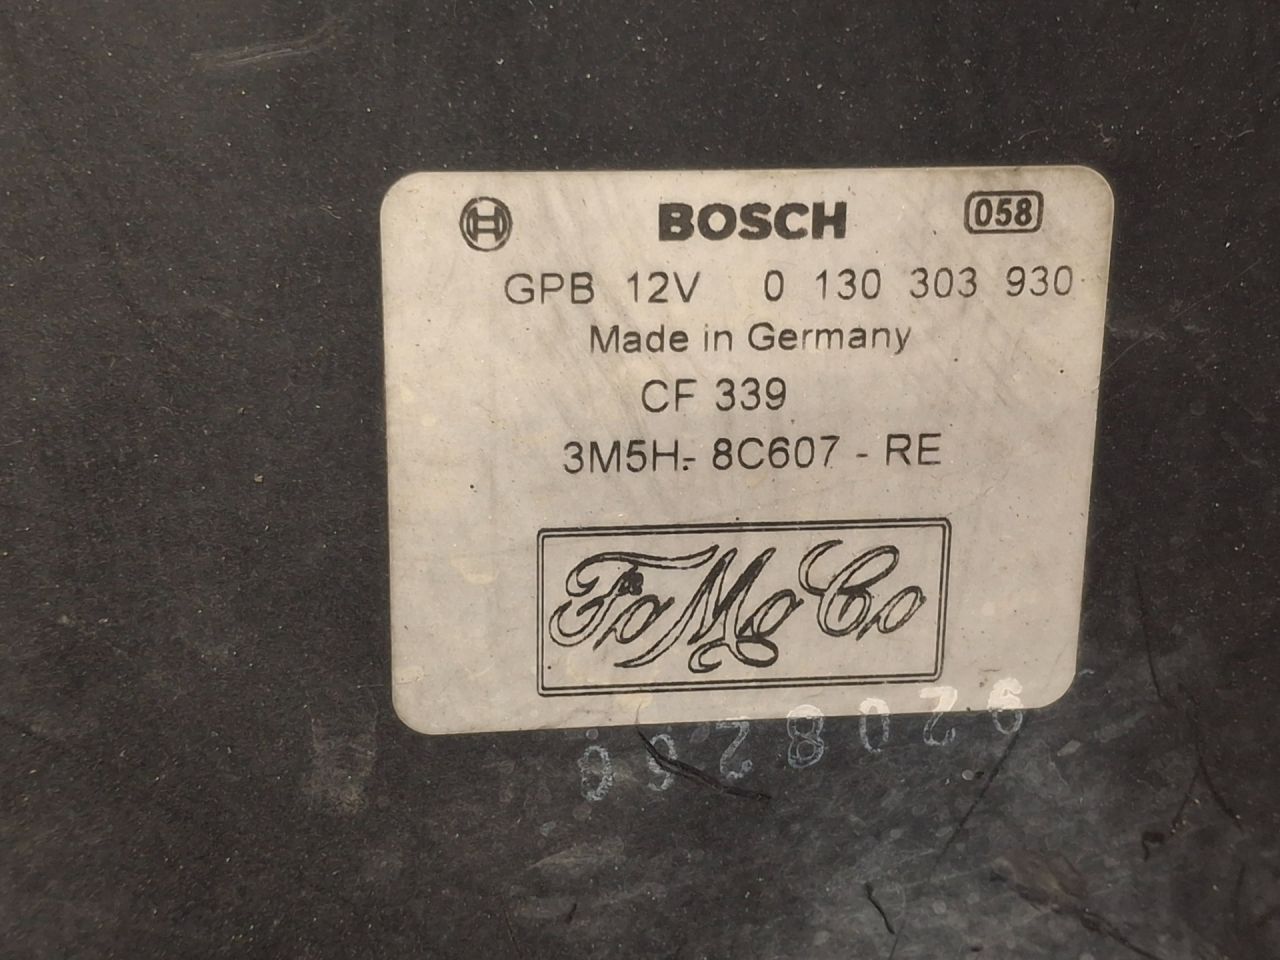 BOSCH 058
GPB 12V 0 130 303 930
Made in Germany
CF 339
3M5H- 8C607 - RE
FoMoCo